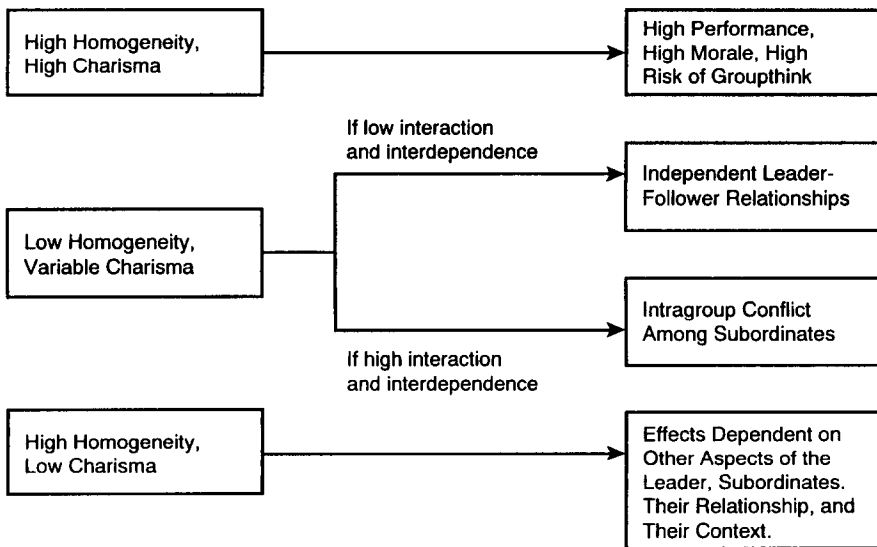 High Homogeneity,
High Charisma
High Performance,
High Morale, High
Risk of Groupthink
If low interaction
and interdependence
Independent Leader-
Follower Relationships
Low Homogeneity,
Variable Charisma
Intragroup Conflict
Among Subordinates
If high interaction
and interdependence
High Homogeneity,
Low Charisma
Effects Dependent on
Other Aspects of the
Leader, Subordinates.
Their Relationship, and
Their Context.